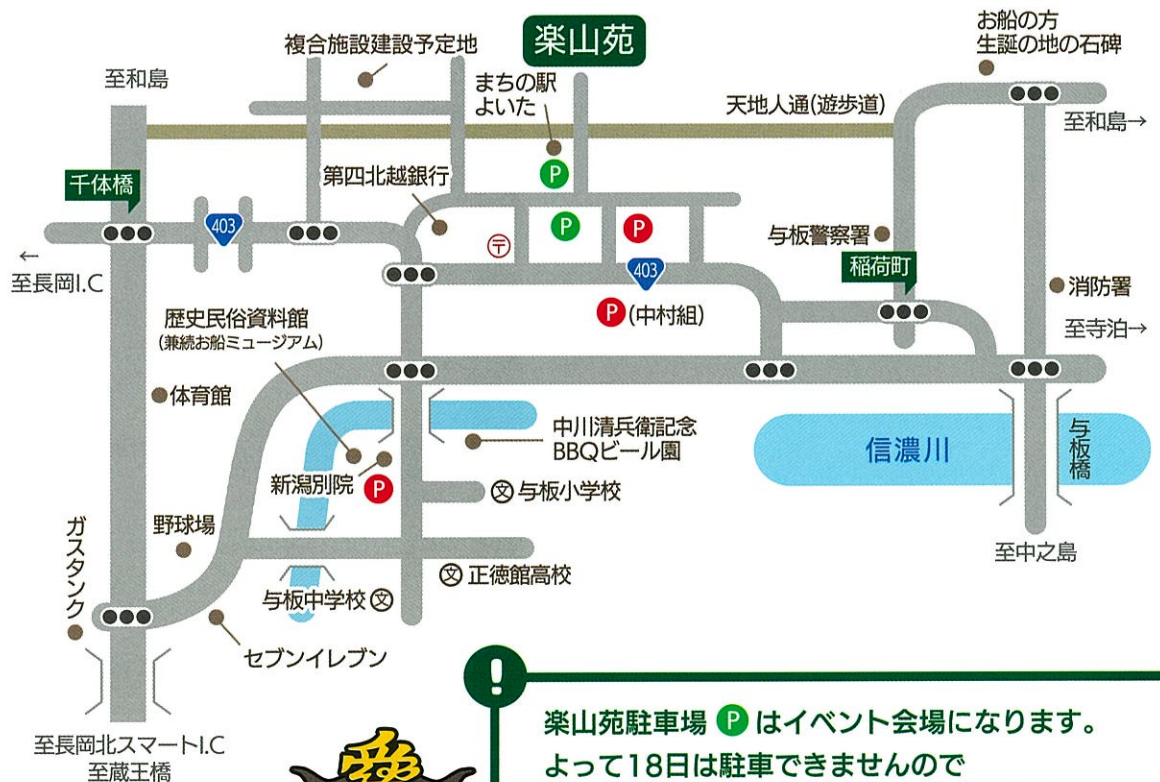 楽山苑
お船の方
生誕の地の石碑
複合施設建設予定地
至和島
まちの駅
よいた
天地人通(遊歩道)
至和島→
千体橋
第四北越銀行
P
403
P
P
〒
与板警察署
←
至長岡I.C
403
稲荷町
消防署
歴史民俗資料館
(兼続お船ミュージアム)
P(中村組)
至寺泊→
体育館
中川清兵衛記念
BBQビール園
信濃川
与板橋
新潟別院
P
文 与板小学校
ガスタンク
野球場
至中之島
文 正徳館高校
与板中学校 文
セブンイレブン
!
楽山苑駐車場 P はイベント会場になります。
よって18日は駐車できませんので
至長岡北スマートI.C
至蔵王橋
愛